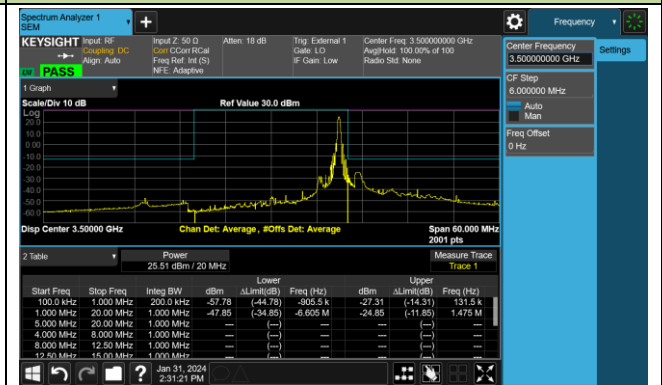 Spectrum Analyzer 1
SEM
+
Frequency
KEYSIGHT
Input: RF
Coupling: DC
Align: Auto
Input Z: 50 Ω
Corr CCorr RCal
Freq Ref: Int (S)
NFE: Adaptive
Atten: 18 dB
Trig: External 1
Gate: LO
IF Gain: Low
Center Freq: 3.500000000 GHz
Avg|Hold: 100.00% of 100
Radio Std: None
PASS
Center Frequency
3.500000000 GHz
Settings
CF Step
6.000000 MHz
Auto
Man
Freq Offset
0 Hz
1 Graph
Scale/Div 10 dB
Ref Value 30.0 dBm
Log
20.0
10.0
0.00
-10.0
-20.0
-30.0
-40.0
-50.0
-60.0
Disp Center 3.50000 GHz
Chan Det: Average, #Offs Det: Average
Span 60.000 MHz
2001 pts
2 Table
Power
25.51 dBm / 20 MHz
Measure Trace
Trace 1
Lower Upper
Start Freq Stop Freq Integ BW dBm ΔLimit(dB) Freq (Hz) dBm ΔLimit(dB) Freq (Hz)
100.0 kHz 1.000 MHz 200.0 kHz -57.78 (-44.78) -905.5 k -27.31 (-14.31) 131.5 k
1.000 MHz 20.00 MHz 1.000 MHz -47.85 (-34.85) -6.605 M -24.85 (-11.85) 1.475 M
5.000 MHz 20.00 MHz 1.000 MHz --- (---) --- --- (---) ---
4.000 MHz 8.000 MHz 1.000 MHz --- (---) --- --- (---) ---
8.000 MHz 12.50 MHz 1.000 MHz --- (---) --- --- (---) ---
12.50 MHz 15.00 MHz 1.000 MHz --- (---) --- --- (---) ---
?
Jan 31, 2024
2:31:21 PM